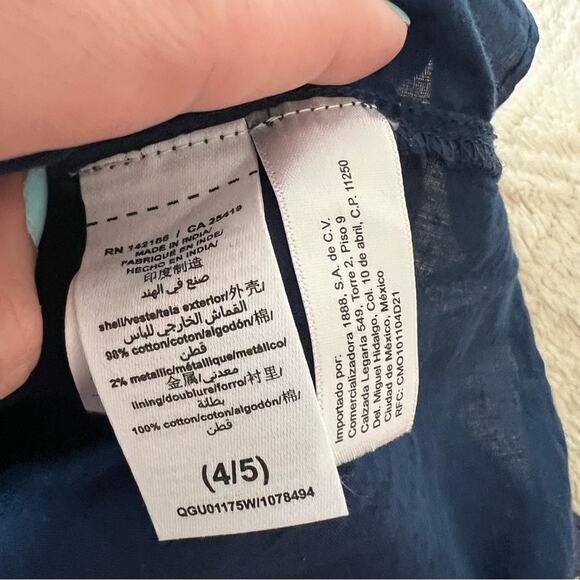 RN 142186 / CA 25419
MADE IN INDIA/
FABRIQUÉ EN INDE/
HECHO EN INDIA/
印度制造
صنع في الهند
shell/veste/tela exterior/外壳/
القماش الخارجي للباس
98% cotton/coton/algodón/棉/
قطن
2% metallic/métallique/metálico/
金属/معدني
lining/doublure/forro/衬里/
بطانة
100% cotton/coton/algodón/棉/
قطن
(4/5)
QGU01175W/1078494
Importado por:
Comercializadora 1888, S.A. de C.V.
Calzada Legaria 549, Torre 2, Piso 9
Col. 10 de abril, C.P. 11250
Del. Miguel Hidalgo,
Ciudad de México, México
RFC: CMO101104D21